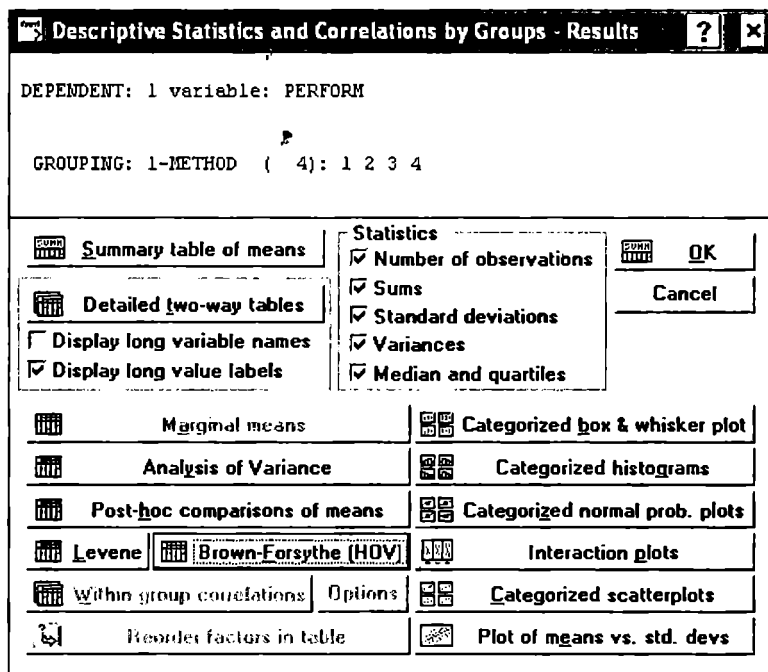 Descriptive Statistics and Correlations by Groups - Results ? ×
DEPENDENT: 1 variable: PERFORM
GROUPING: 1-METHOD ( 4): 1 2 3 4
Summary table of means
Detailed two-way tables
Display long variable names
Display long value labels
Statistics
Number of observations
Sums
Standard deviations
Variances
Median and quartiles
OK
Cancel
Marginal means
Categorized box & whisker plot
Analysis of Variance
Categorized histograms
Post-hoc comparisons of means
Categorized normal prob. plots
Levene
Brown-Forsythe (HOV)
Interaction plots
Within group correlations
Options
Categorized scatterplots
Reorder factors in table
Plot of means vs. std. devs